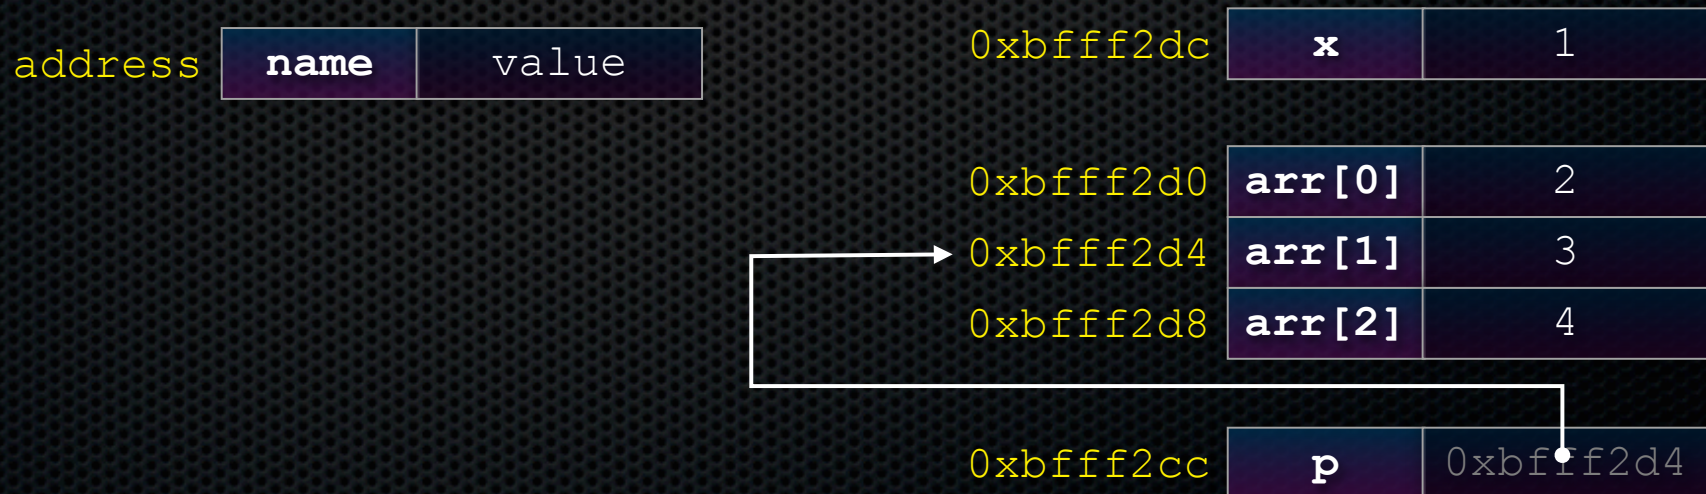 address name value
0xbfff2dc x 1
0xbfff2d0 arr[0] 2
0xbfff2d4 arr[1] 3
0xbfff2d8 arr[2] 4
0xbfff2cc p 0xbfff2d4